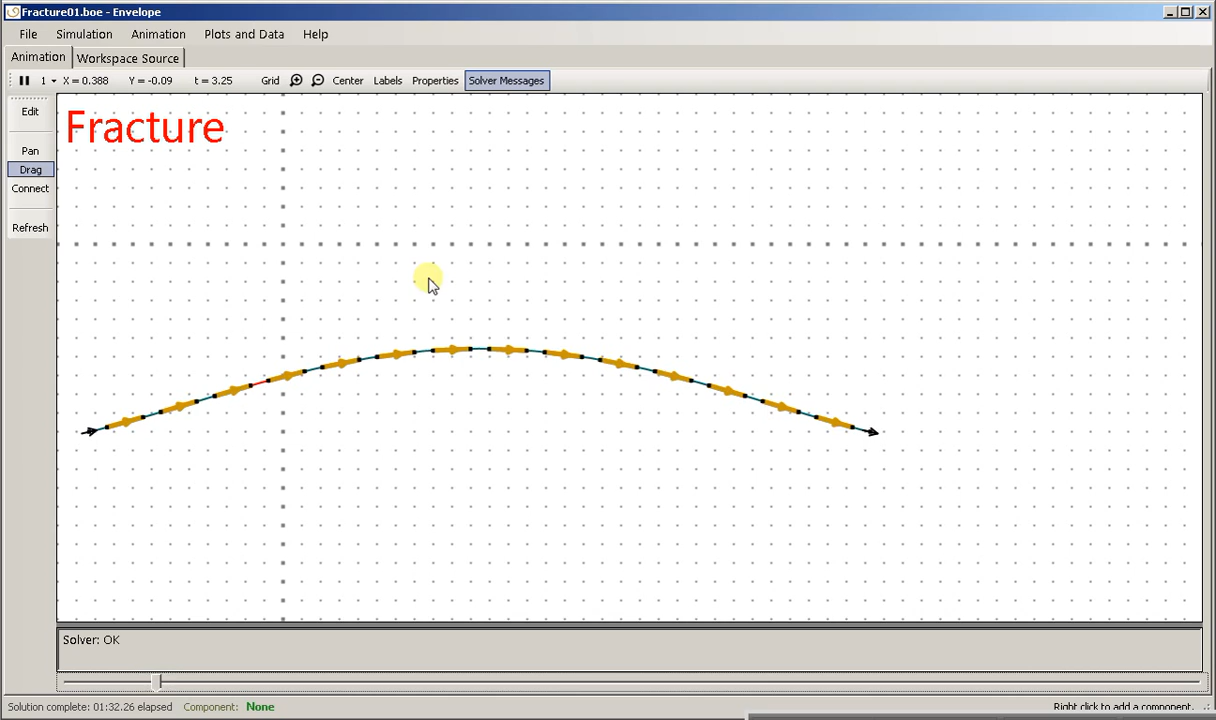 Fracture01.boe - Envelope
File Simulation Animation Plots and Data Help
Animation Workspace Source
1 X = 0.388 Y = -0.09 t = 3.25 Grid Center Labels Properties Solver Messages
Edit
Pan
Drag
Connect
Refresh
Fracture
Solver: OK
Solution complete: 01:32.26 elapsed Component: None Right click to add a component.